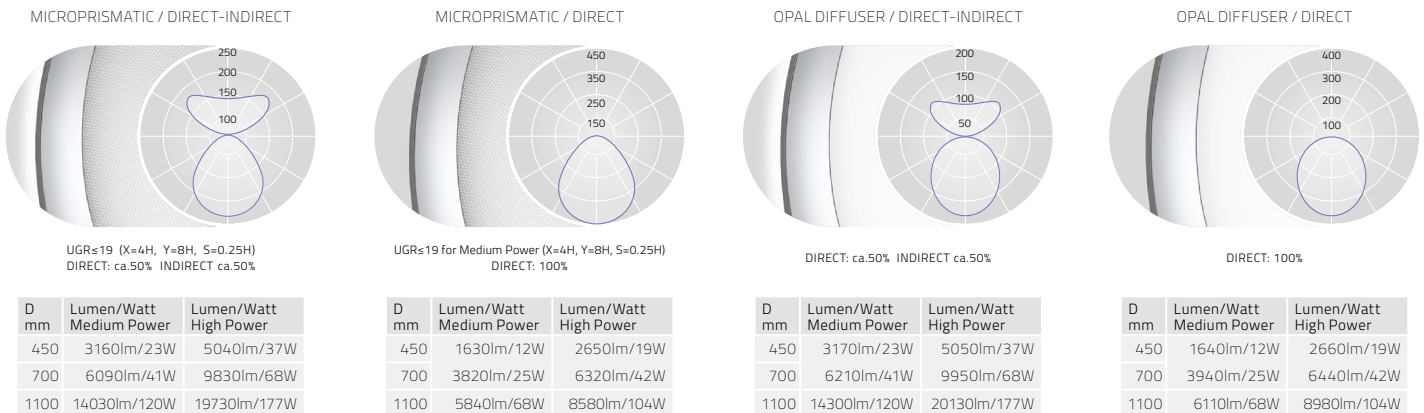 MICROPRISMATIC / DIRECT-INDIRECT
250
200
150
100
UGR≤19 (X=4H, Y=8H, S=0.25H)
DIRECT: ca.50% INDIRECT ca.50%
D mm Lumen/Watt Medium Power Lumen/Watt High Power
450 3160lm/23W 5040lm/37W
700 6090lm/41W 9830lm/68W
1100 14030lm/120W 19730lm/177W
MICROPRISMATIC / DIRECT
450
350
250
150
UGR≤19 for Medium Power (X=4H, Y=8H, S=0.25H)
DIRECT: 100%
D mm Lumen/Watt Medium Power Lumen/Watt High Power
450 1630lm/12W 2650lm/19W
700 3820lm/25W 6320lm/42W
1100 5840lm/68W 8580lm/104W
OPAL DIFFUSER / DIRECT-INDIRECT
200
150
100
50
DIRECT: ca.50% INDIRECT ca.50%
D mm Lumen/Watt Medium Power Lumen/Watt High Power
450 3170lm/23W 5050lm/37W
700 6210lm/41W 9950lm/68W
1100 14300lm/120W 20130lm/177W
OPAL DIFFUSER / DIRECT
400
300
200
100
DIRECT: 100%
D mm Lumen/Watt Medium Power Lumen/Watt High Power
450 1640lm/12W 2660lm/19W
700 3940lm/25W 6440lm/42W
1100 6110lm/68W 8980lm/104W